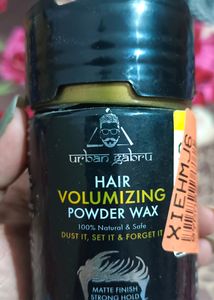 urban gabru
HAIR
VOLUMIZING
POWDER WAX
100% Natural & Safe
DUST IT, SET IT & FORGET IT
MATTE FINISH
STRONG HOLD